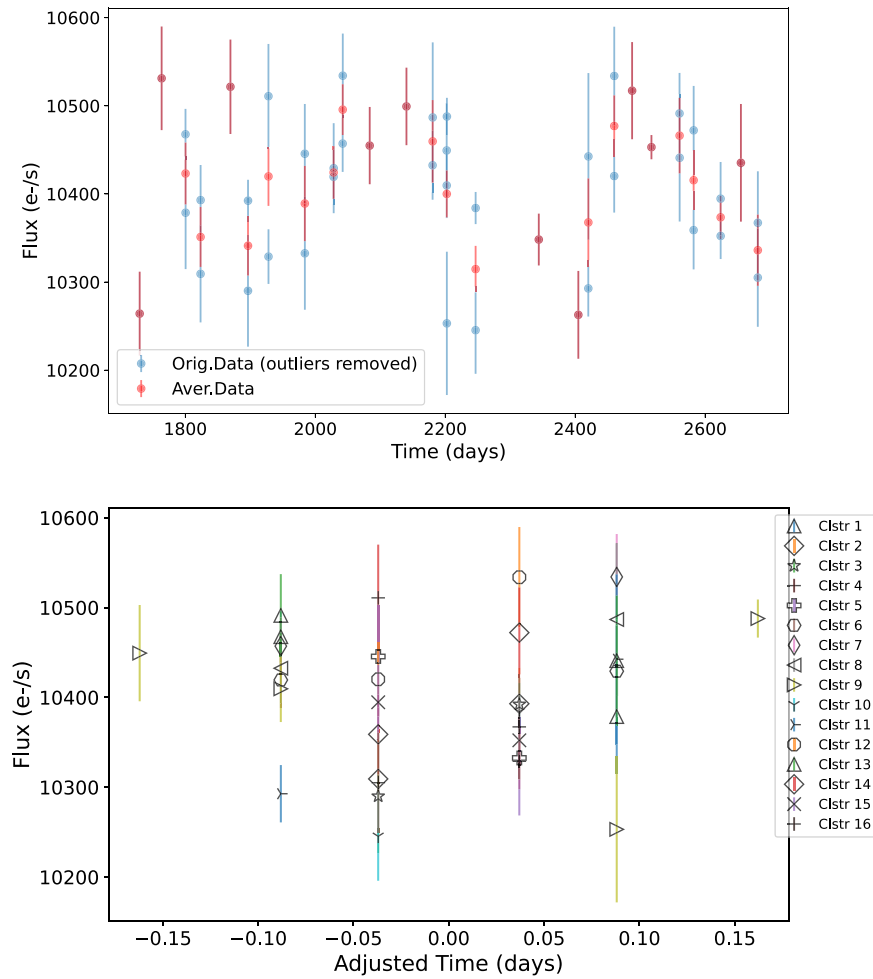 10600
10500
10400
10300
10200
Flux (e-/s)
Orig.Data (outliers removed)
Aver.Data
1800 2000 2200 2400 2600
Time (days)
10600
10500
10400
10300
10200
Flux (e-/s)
−0.15 −0.10 −0.05 0.00 0.05 0.10 0.15
Adjusted Time (days)
Clstr 1
Clstr 2
Clstr 3
Clstr 4
Clstr 5
Clstr 6
Clstr 7
Clstr 8
Clstr 9
Clstr 10
Clstr 11
Clstr 12
Clstr 13
Clstr 14
Clstr 15
Clstr 16